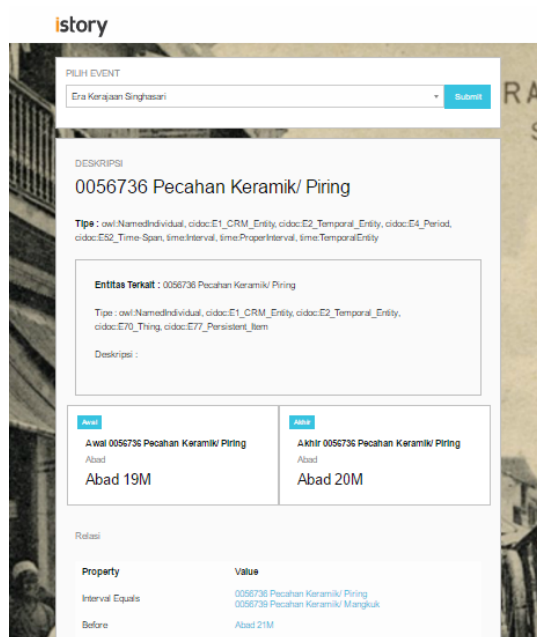 istory
PILIH EVENT
Era Kerajaan Singhasari
Submit
RA
S
DESKRIPSI
0056736 Pecahan Keramik/ Piring
Tipe : owl:NamedIndividual, cidoc:E1_CRM_Entity, cidoc:E2_Temporal_Entity, cidoc:E4_Period,
cidoc:E52_Time-Span, time:Interval, time:ProperInterval, time:TemporalEntity
Entitas Terkait : 0056736 Pecahan Keramik/ Piring
Tipe : owl:NamedIndividual, cidoc:E1_CRM_Entity, cidoc:E2_Temporal_Entity,
cidoc:E70_Thing, cidoc:E77_Persistent_Item
Deskripsi :
Awal
Awal 0056736 Pecahan Keramik/ Piring
Abad
Abad 19M
Akhir
Akhir 0056736 Pecahan Keramik/ Piring
Abad
Abad 20M
Relasi
Property Value
Interval Equals 0056736 Pecahan Keramik/ Piring
0056739 Pecahan Keramik/ Mangkuk
Before Abad 21M